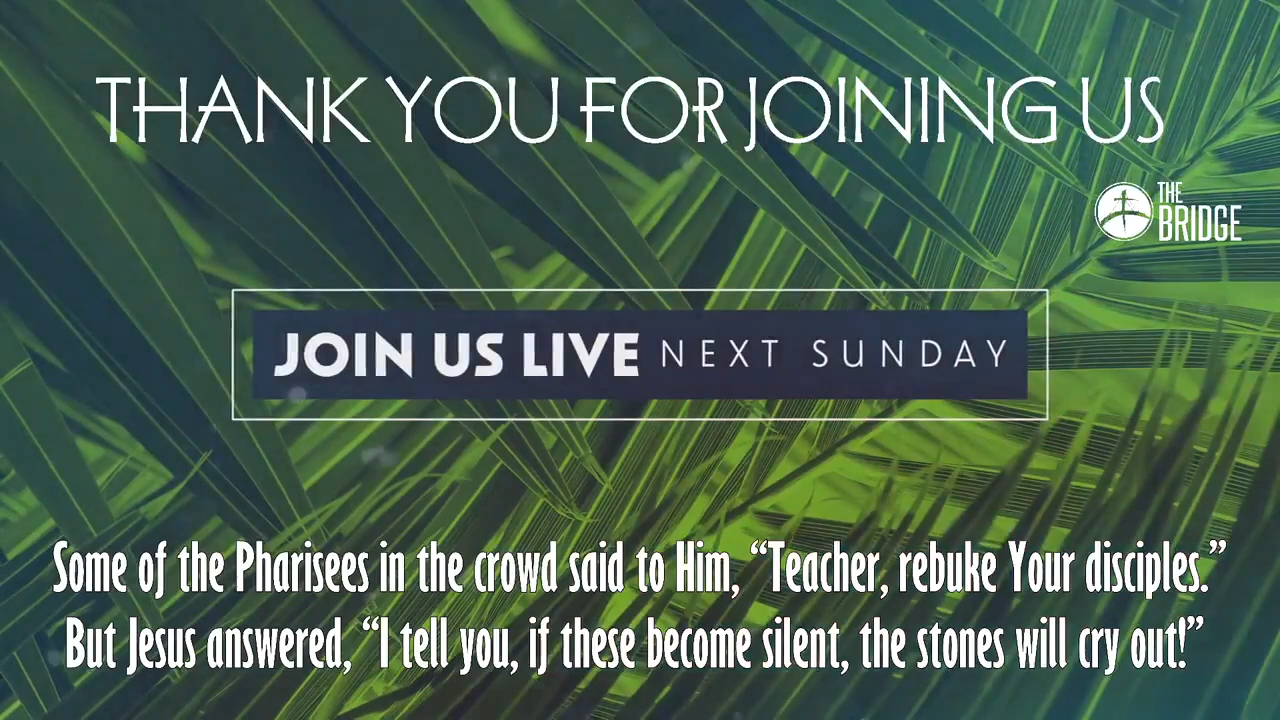 THANK YOU FOR JOINING US
THE
BRIDGE
JOIN US LIVE NEXT SUNDAY
Some of the Pharisees in the crowd said to Him, “Teacher, rebuke Your disciples.”
But Jesus answered, “I tell you, if these become silent, the stones will cry out!”